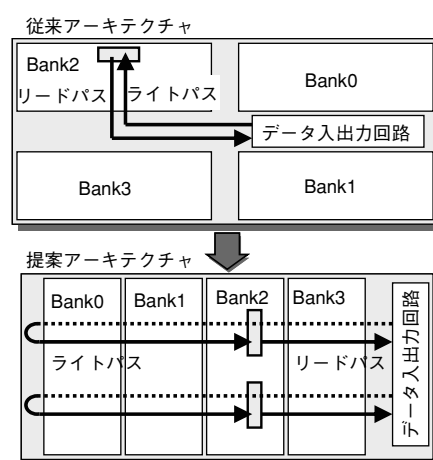 従来アーキテクチャ
Bank2
Bank0
リードパス
ライトパス
データ入出力回路
Bank3
Bank1
提案アーキテクチャ
Bank0
Bank1
Bank2
Bank3
ライトパス
リードパス
データ入出力回路